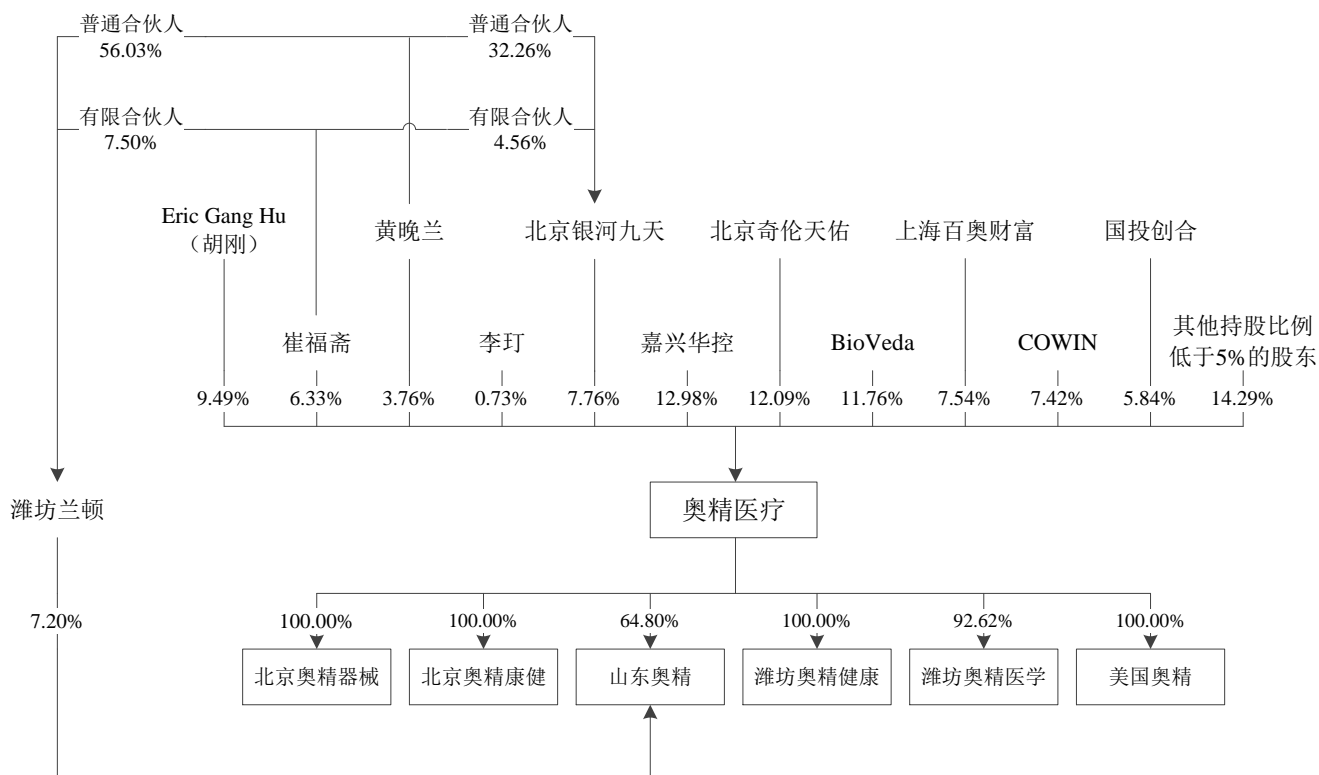 普通合伙人
56.03%
普通合伙人
32.26%
有限合伙人
7.50%
有限合伙人
4.56%
Eric Gang Hu
（胡刚）
黄晚兰
北京银河九天
北京奇伦天佑
上海百奥财富
国投创合
崔福斋
李玎
嘉兴华控
BioVeda
COWIN
其他持股比例
低于5%的股东
9.49%
6.33%
3.76%
0.73%
7.76%
12.98%
12.09%
11.76%
7.54%
7.42%
5.84%
14.29%
潍坊兰顿
奥精医疗
7.20%
100.00%
100.00%
64.80%
100.00%
92.62%
100.00%
北京奥精器械
北京奥精康健
山东奥精
潍坊奥精健康
潍坊奥精医学
美国奥精